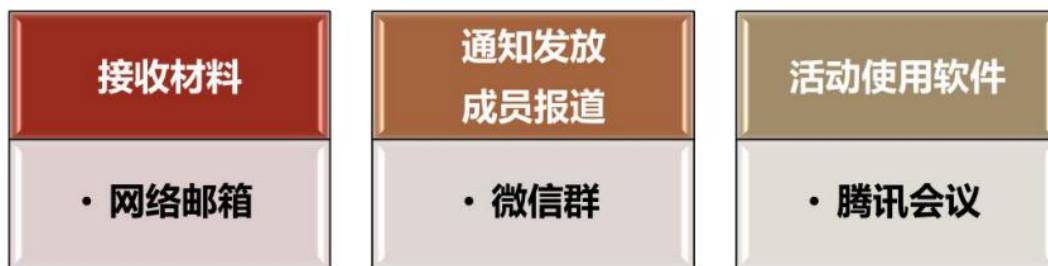 接收材料
· 网络邮箱
通知发放
成员报道
· 微信群
活动使用软件
· 腾讯会议